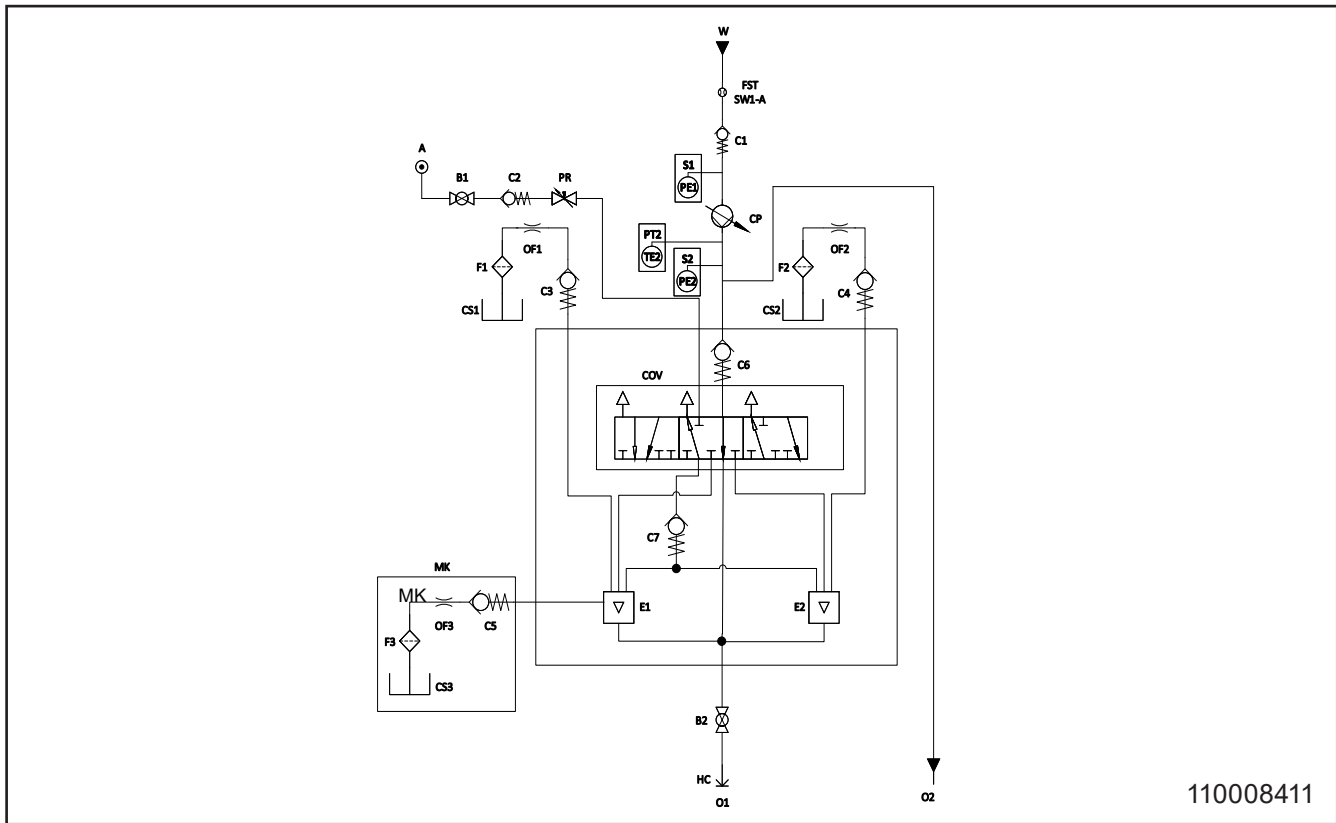 W
FST
SW1-A
C1
A
S1
B1
C2
PR
PE1
CP
PT2
TE2
S2
PE2
OF1
OF2
F1
F2
C3
C4
CS1
CS2
C6
COV
C7
MK
MK
E1
E2
OF3
C5
F3
CS3
B2
HC
O1
O2
110008411